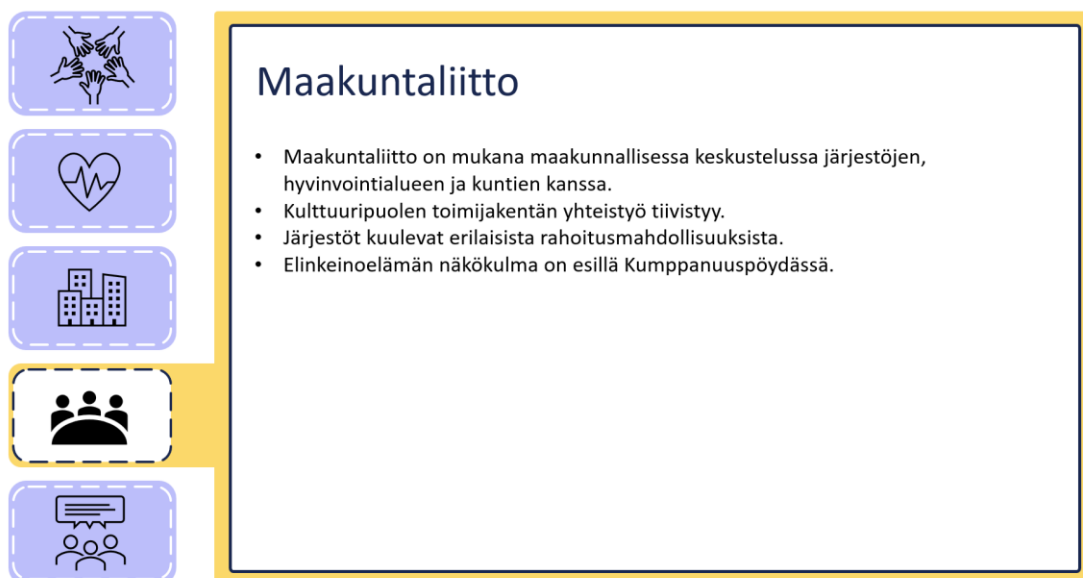 Maakuntaliitto
• Maakuntaliitto on mukana maakunnallisessa keskustelussa järjestöjen,
hyvinvointialueen ja kuntien kanssa.
• Kulttuuripuolen toimijakentän yhteistyö tiivistyy.
• Järjestöt kuulevat erilaisista rahoitusmahdollisuuksista.
• Elinkeinoelämän näkökulma on esillä Kumppanuuspöydässä.